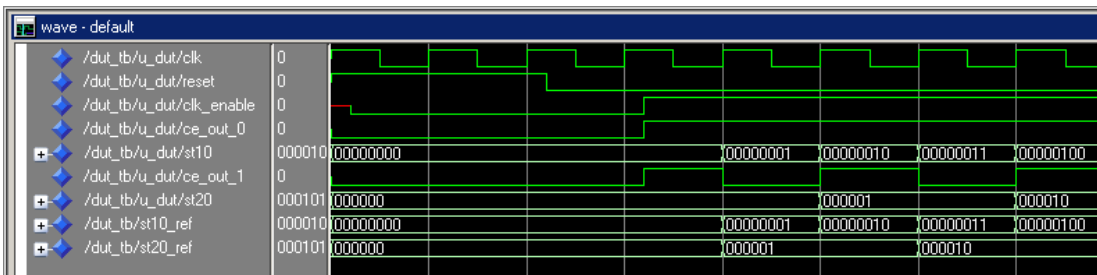 wave - default
/dut_tb/u_dut/clk 0
/dut_tb/u_dut/reset 0
/dut_tb/u_dut/clk_enable 0
/dut_tb/u_dut/ce_out_0 0
/dut_tb/u_dut/st10 000010 00000000 00000001 00000010 00000011 00000100
/dut_tb/u_dut/ce_out_1 0
/dut_tb/u_dut/st20 000101 000000 000001 000010
/dut_tb/st10_ref 000010 00000000 00000001 00000010 00000011 00000100
/dut_tb/st20_ref 000101 000000 000001 000010